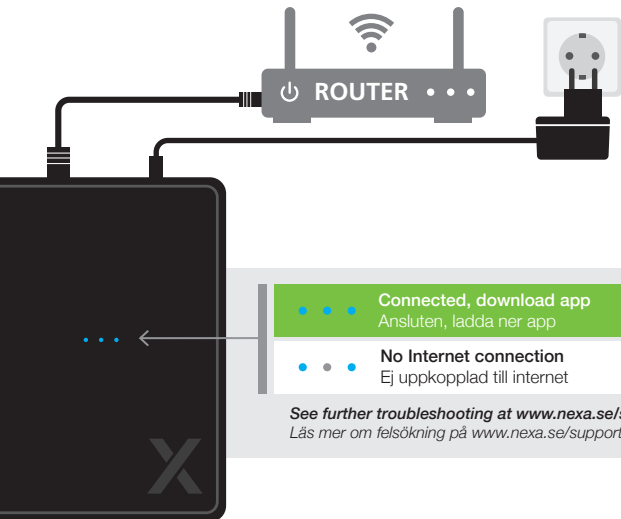 ROUTER
Connected, download app
Ansluten, ladda ner app
No Internet connection
Ej uppkopplad till internet
See further troubleshooting at www.nexa.se/s
Läs mer om felsökning på www.nexa.se/support
X